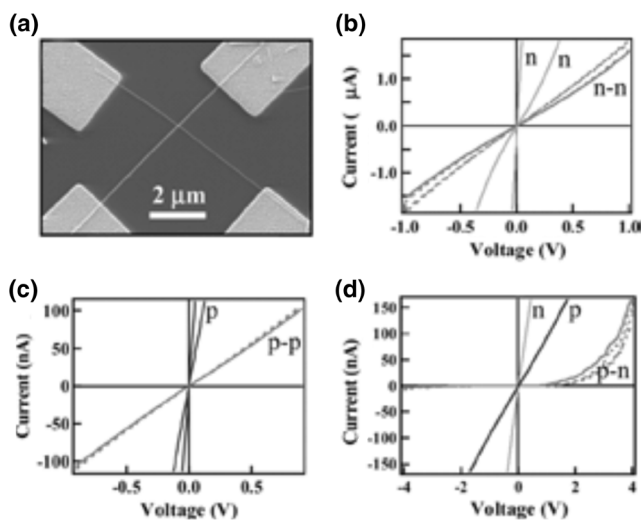 (a)
2 μm
(b)
Current ( μA)
1.0
0.0
-1.0
n
n
n-n
-1.0 -0.5 0.0 0.5 1.0
Voltage (V)
(c)
Current (nA)
100
50
0
-50
-100
p
p-p
-0.5 0.0 0.5
Voltage (V)
(d)
Current (nA)
150
100
50
0
-50
-100
-150
n
p
p-n
-4 -2 0 2 4
Voltage (V)